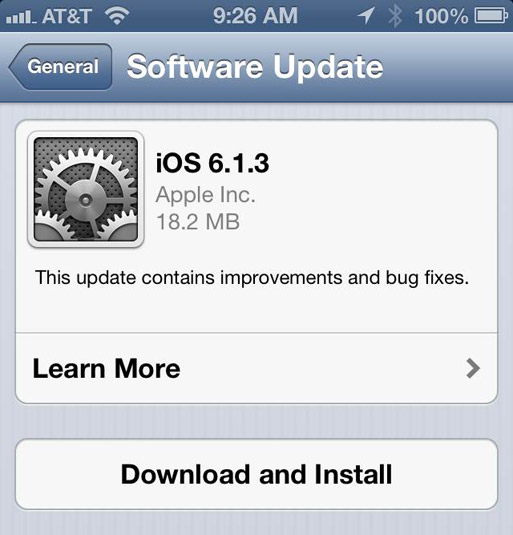 AT&T 9:26 AM 100%
General Software Update
iOS 6.1.3
Apple Inc.
18.2 MB
This update contains improvements and bug fixes.
Learn More
Download and Install